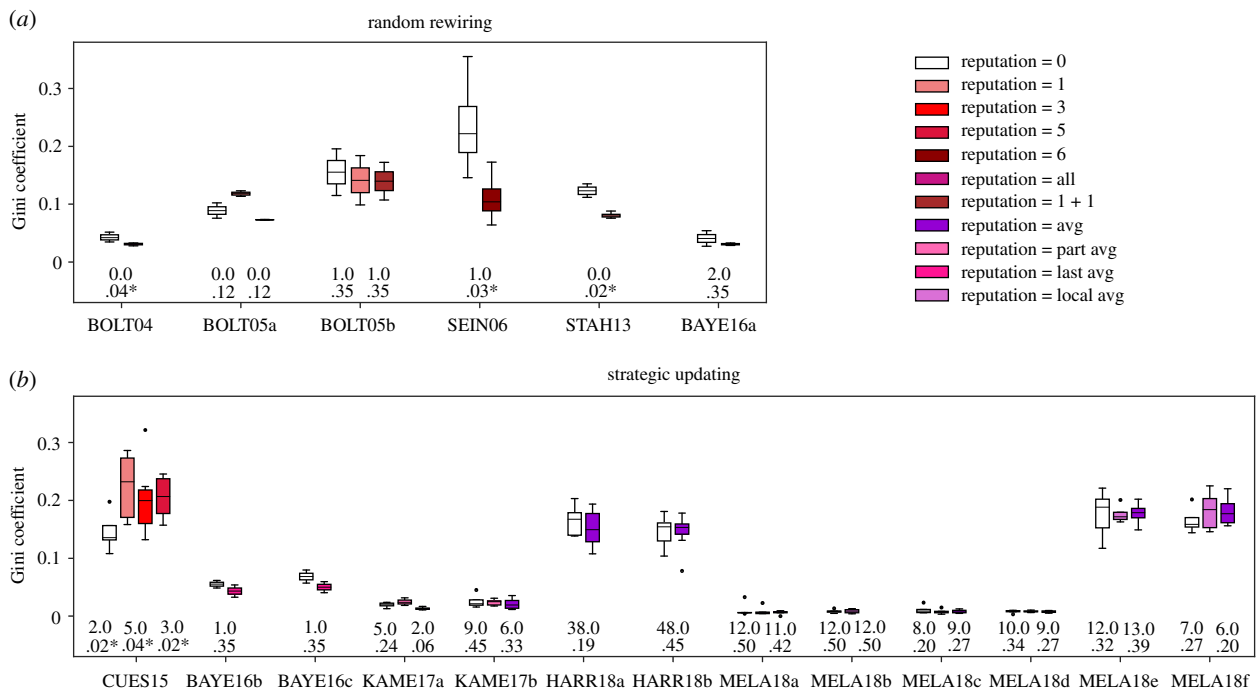 (a)
random rewiring
Gini coefficient
0.3
0.2
0.1
0
0.0 0.0 0.0 1.0 1.0 1.0 0.0 2.0
.04* .12 .12 .35 .35 .03* .02* .35
BOLT04 BOLT05a BOLT05b SEIN06 STAH13 BAYE16a
reputation = 0
reputation = 1
reputation = 3
reputation = 5
reputation = 6
reputation = all
reputation = 1 + 1
reputation = avg
reputation = part avg
reputation = last avg
reputation = local avg
(b)
strategic updating
Gini coefficient
0.3
0.2
0.1
0
2.0 5.0 3.0 1.0 1.0 5.0 2.0 9.0 6.0 38.0 48.0 12.0 11.0 12.0 12.0 8.0 9.0 10.0 9.0 12.0 13.0 7.0 6.0
.02* .04* .02* .35 .35 .24 .06 .45 .33 .19 .45 .50 .42 .50 .50 .20 .27 .34 .27 .32 .39 .27 .20
CUES15 BAYE16b BAYE16c KAME17a KAME17b HARR18a HARR18b MELA18a MELA18b MELA18c MELA18d MELA18e MELA18f